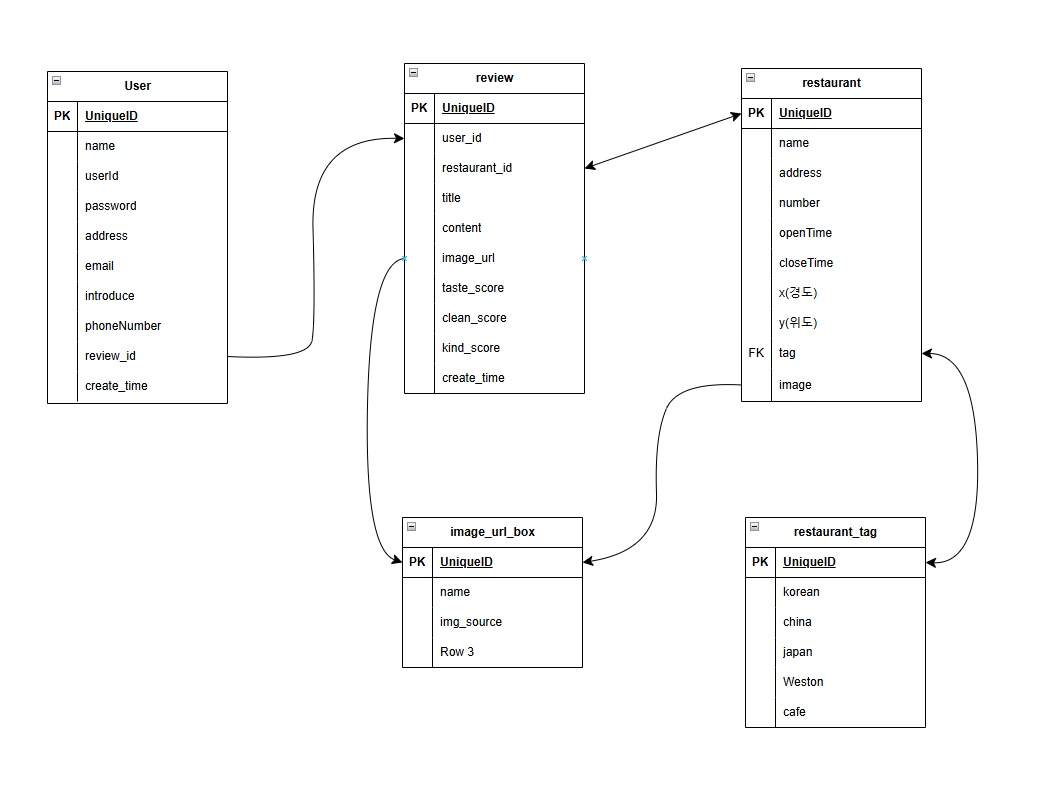 User
PK UniqueID
name
userId
password
address
email
introduce
phoneNumber
review_id
create_time
review
PK UniqueID
user_id
restaurant_id
title
content
image_url
taste_score
clean_score
kind_score
create_time
restaurant
PK UniqueID
name
address
number
openTime
closeTime
x(경도)
y(위도)
FK tag
image
image_url_box
PK UniqueID
name
img_source
Row 3
restaurant_tag
PK UniqueID
korean
china
japan
Weston
cafe